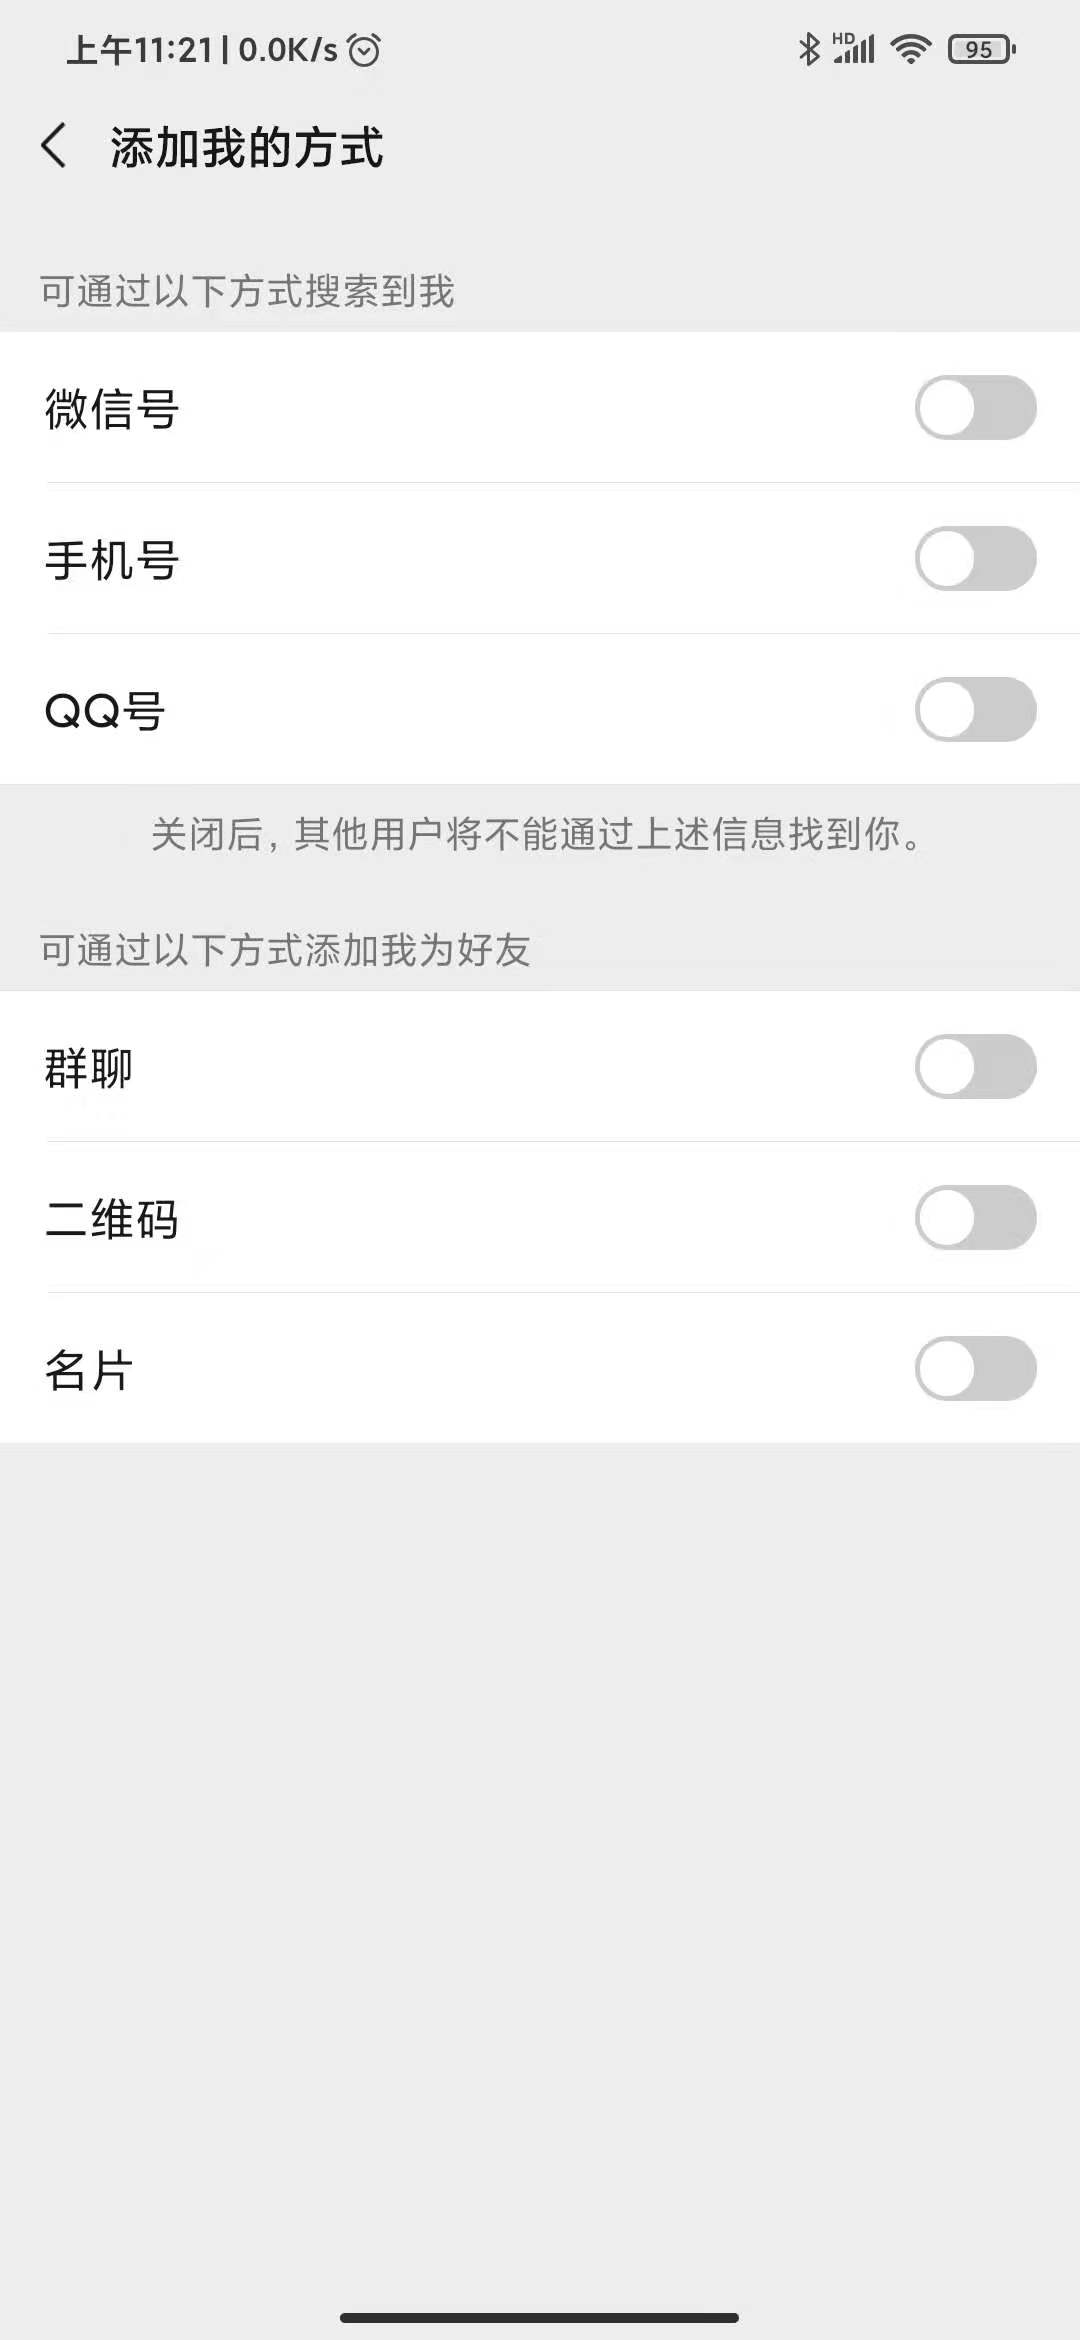 上午11:21 | 0.0K/s
HD
95
添加我的方式
可通过以下方式搜索到我
微信号
手机号
QQ号
关闭后, 其他用户将不能通过上述信息找到你。
可通过以下方式添加我为好友
群聊
二维码
名片